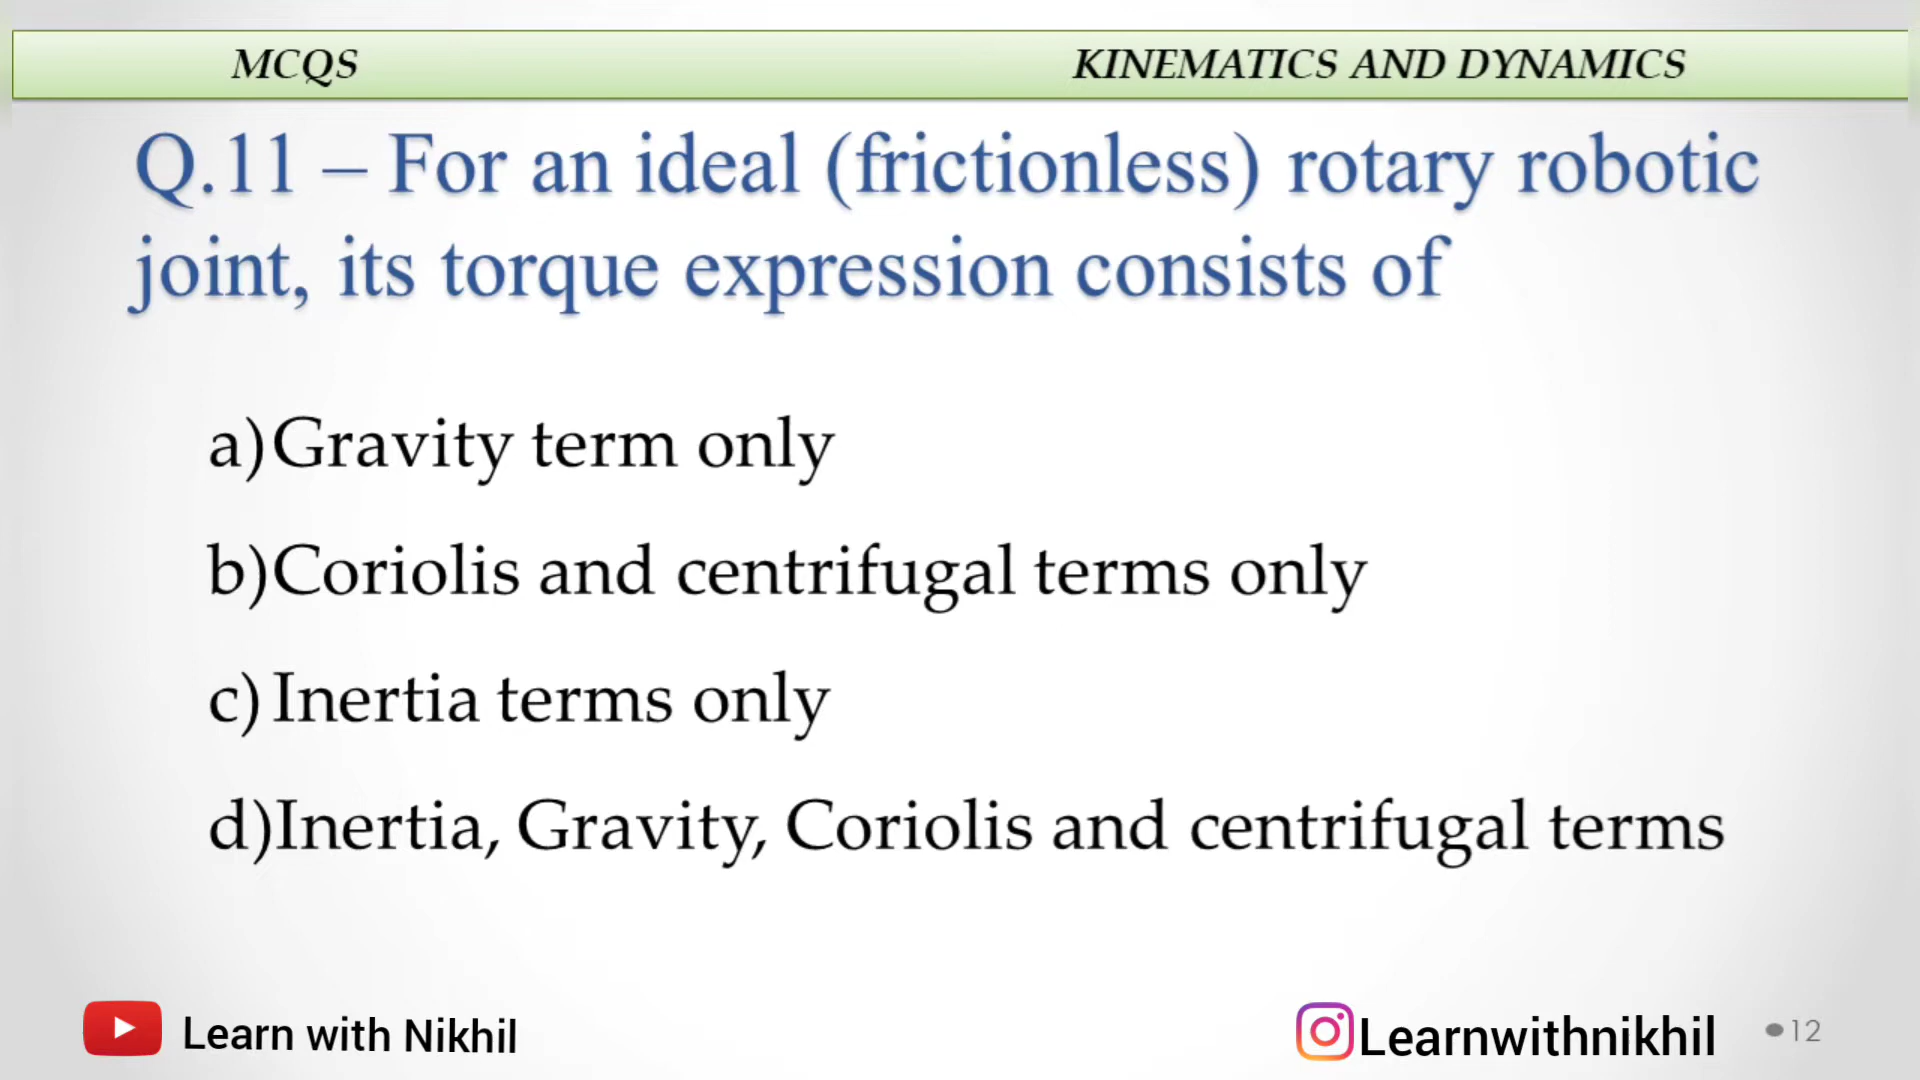 MCQS KINEMATICS AND DYNAMICS
Q.11 – For an ideal (frictionless) rotary robotic
joint, its torque expression consists of
a)Gravity term only
b)Coriolis and centrifugal terms only
c) Inertia terms only
d)Inertia, Gravity, Coriolis and centrifugal terms
Learn with Nikhil Learnwithnikhil 12